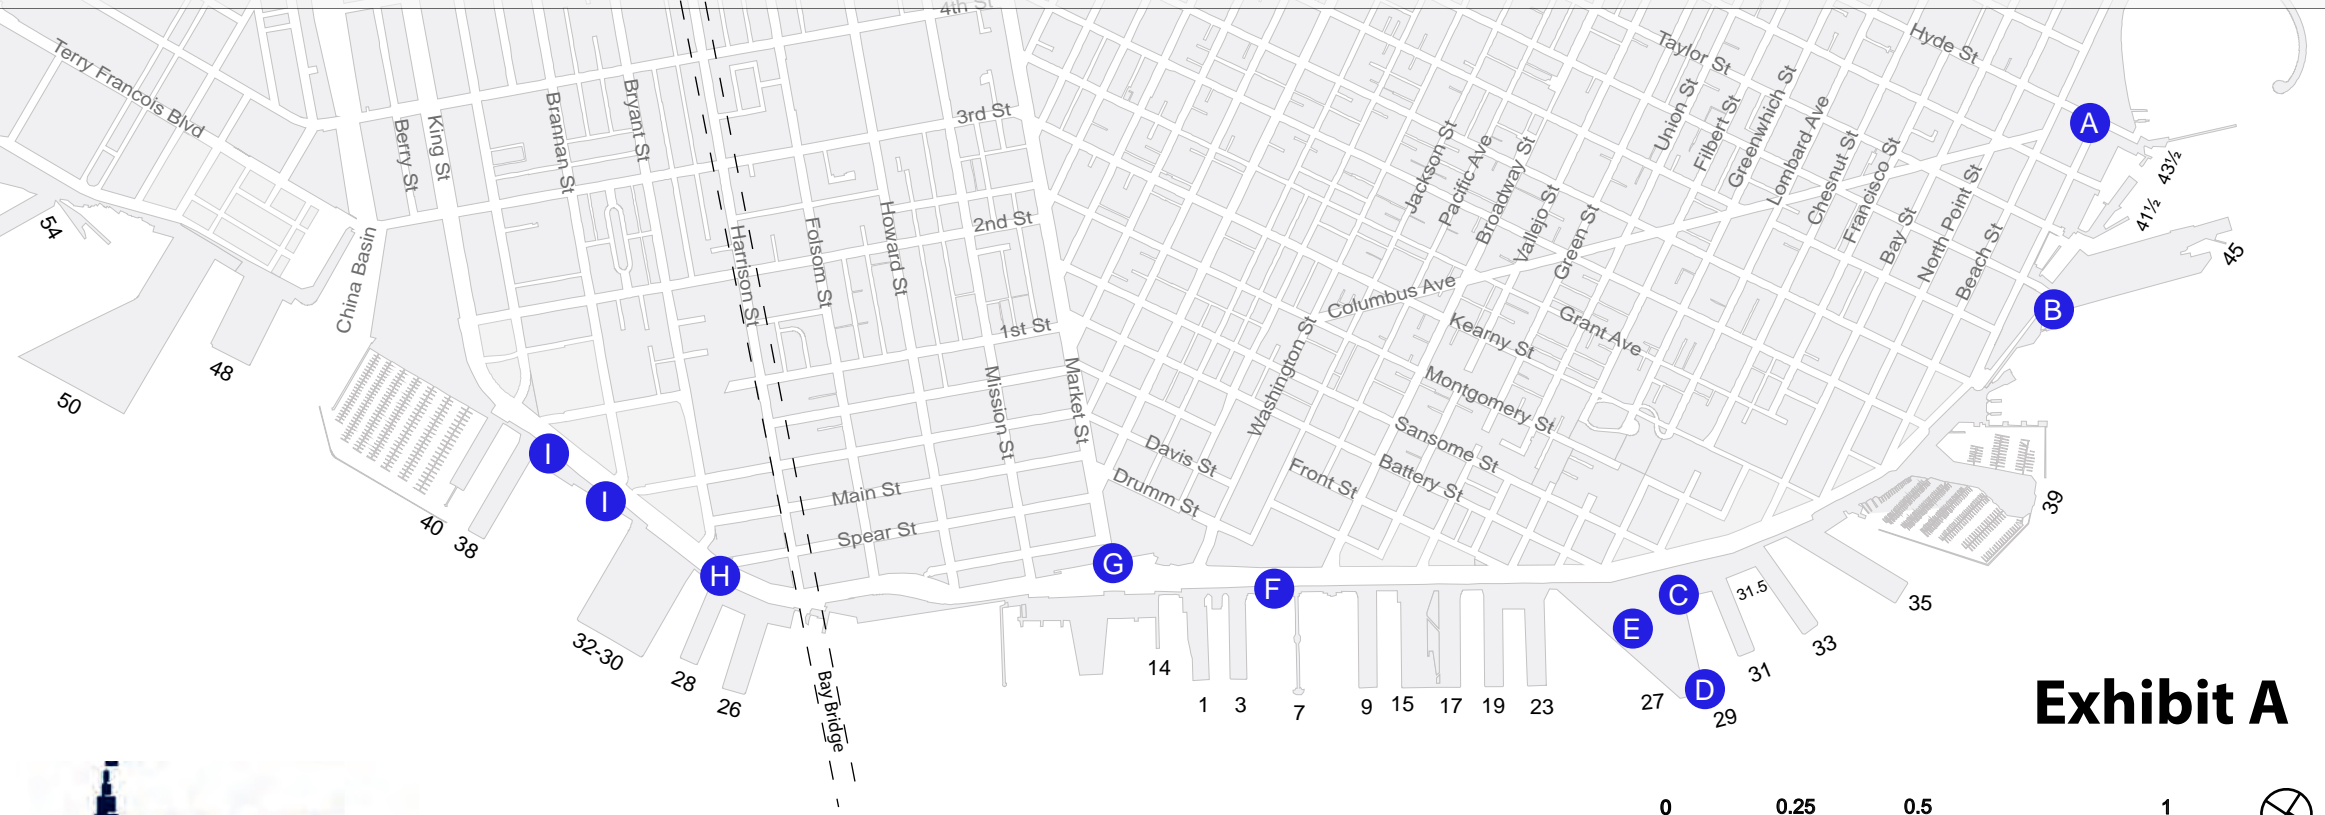 4th St
Hyde St
Taylor St
Terry Francois Blvd
Berry St
King St
Brannan St
Bryant St
3rd St
Jackson St
Pacific Ave
Broadway St
Union St
Filbert St
Greenwhich St
Lombard Ave
Chesnut St
Francisco St
A
43½
41½
54
China Basin
Harrison St
Folsom St
Howard St
2nd St
Vallejo St
Green St
Bay St
North Point St
Beach St
45
B
Columbus Ave
Kearny St
Grant Ave
1st St
Washington St
48
50
Mission St
Market St
Montgomery St
Davis St
Drumm St
Front St
Sansome St
Battery St
I
I
40
38
Main St
Spear St
39
H
G
F
C
E
D
31.5
35
33
31
32-30
28
26
Bay Bridge
14
1
3
7
9
15
17
19
23
27
29
Exhibit A
0
0.25
0.5
1